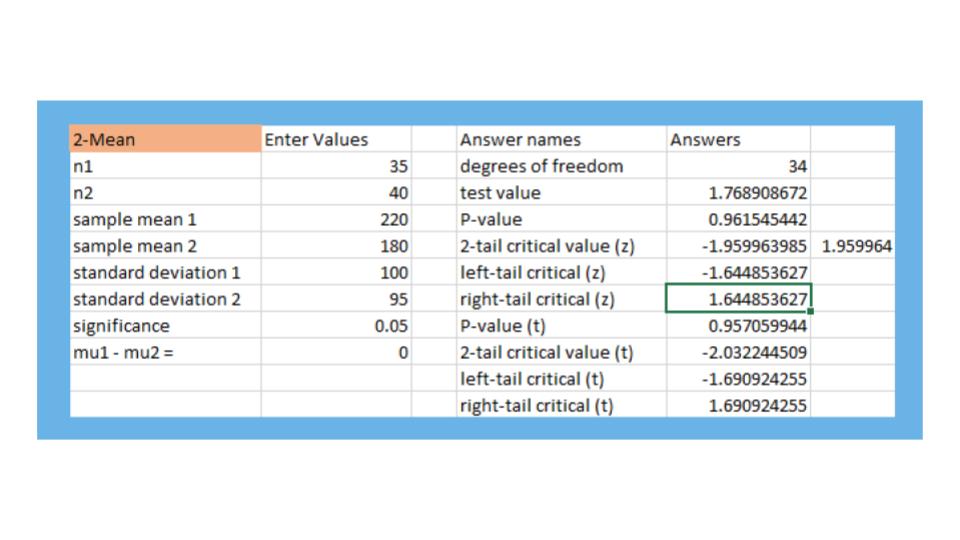 2-Mean Enter Values Answer names Answers
n1 35 degrees of freedom 34
n2 40 test value 1.768908672
sample mean 1 220 P-value 0.961545442
sample mean 2 180 2-tail critical value (z) -1.959963985 1.959964
standard deviation 1 100 left-tail critical (z) -1.644853627
standard deviation 2 95 right-tail critical (z) 1.644853627
significance 0.05 P-value (t) 0.957059944
mu1 - mu2 = 0 2-tail critical value (t) -2.032244509
left-tail critical (t) -1.690924255
right-tail critical (t) 1.690924255